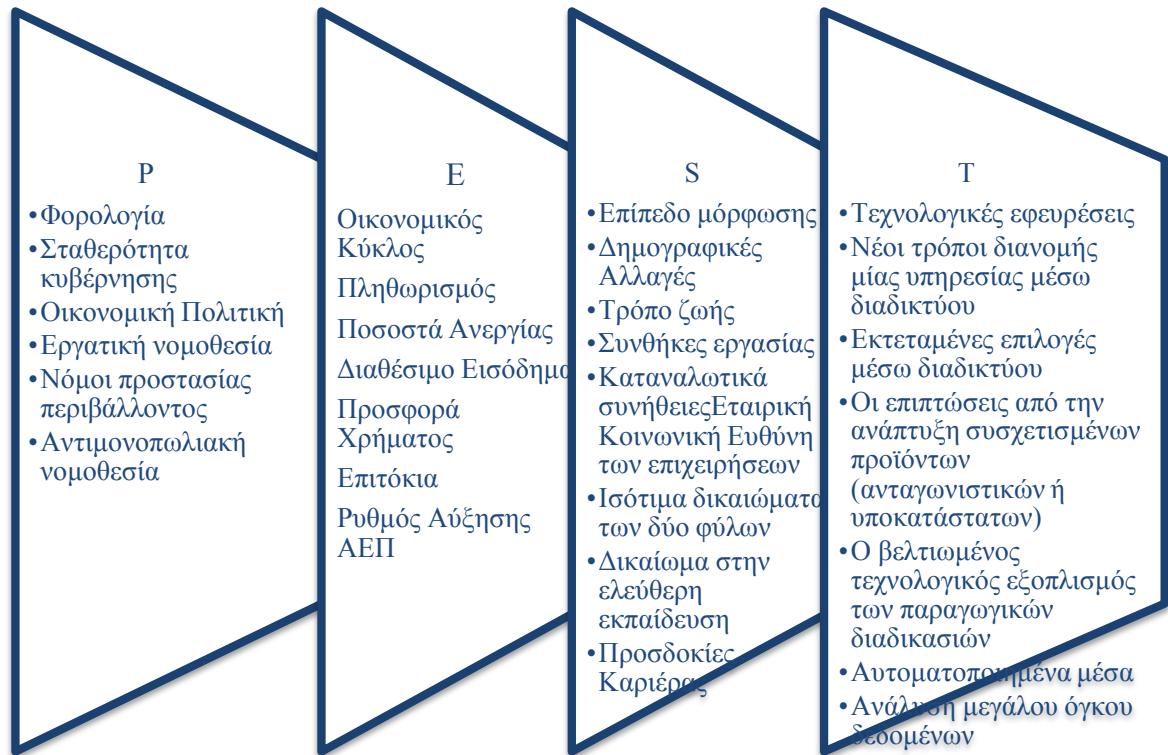 P
•Φορολογία
•Σταθερότητα
κυβέρνησης
•Οικονομική Πολιτική
•Εργατική νομοθεσία
•Νόμοι προστασίας
περιβάλλοντος
•Αντιμονοπωλιακή
νομοθεσία
E
Οικονομικός
Κύκλος
Πληθωρισμός
Ποσοστά Ανεργίας
Διαθέσιμο Εισόδημα
Προσφορά
Χρήματος
Επιτόκια
Ρυθμός Αύξησης
ΑΕΠ
S
•Επίπεδο μόρφωσης
•Δημογραφικές
Αλλαγές
•Τρόπο ζωής
•Συνθήκες εργασίας
•Καταναλωτικά
συνήθειεςΕταιρική
Κοινωνική Ευθύνη
των επιχειρήσεων
•Ισότιμα δικαιώματα
των δύο φύλων
•Δικαίωμα στην
ελεύθερη
εκπαίδευση
•Προσδοκίες
Καριέρας
T
•Τεχνολογικές εφευρέσεις
•Νέοι τρόποι διανομής
μίας υπηρεσίας μέσω
διαδικτύου
•Εκτεταμένες επιλογές
μέσω διαδικτύου
•Οι επιπτώσεις από την
ανάπτυξη συσχετισμένων
προϊόντων
(ανταγωνιστικών ή
υποκατάστατων)
•Ο βελτιωμένος
τεχνολογικός εξοπλισμός
των παραγωγικών
διαδικασιών
•Αυτοματοποιημένα μέσα
•Ανάλυση μεγάλου όγκου
δεδομένων